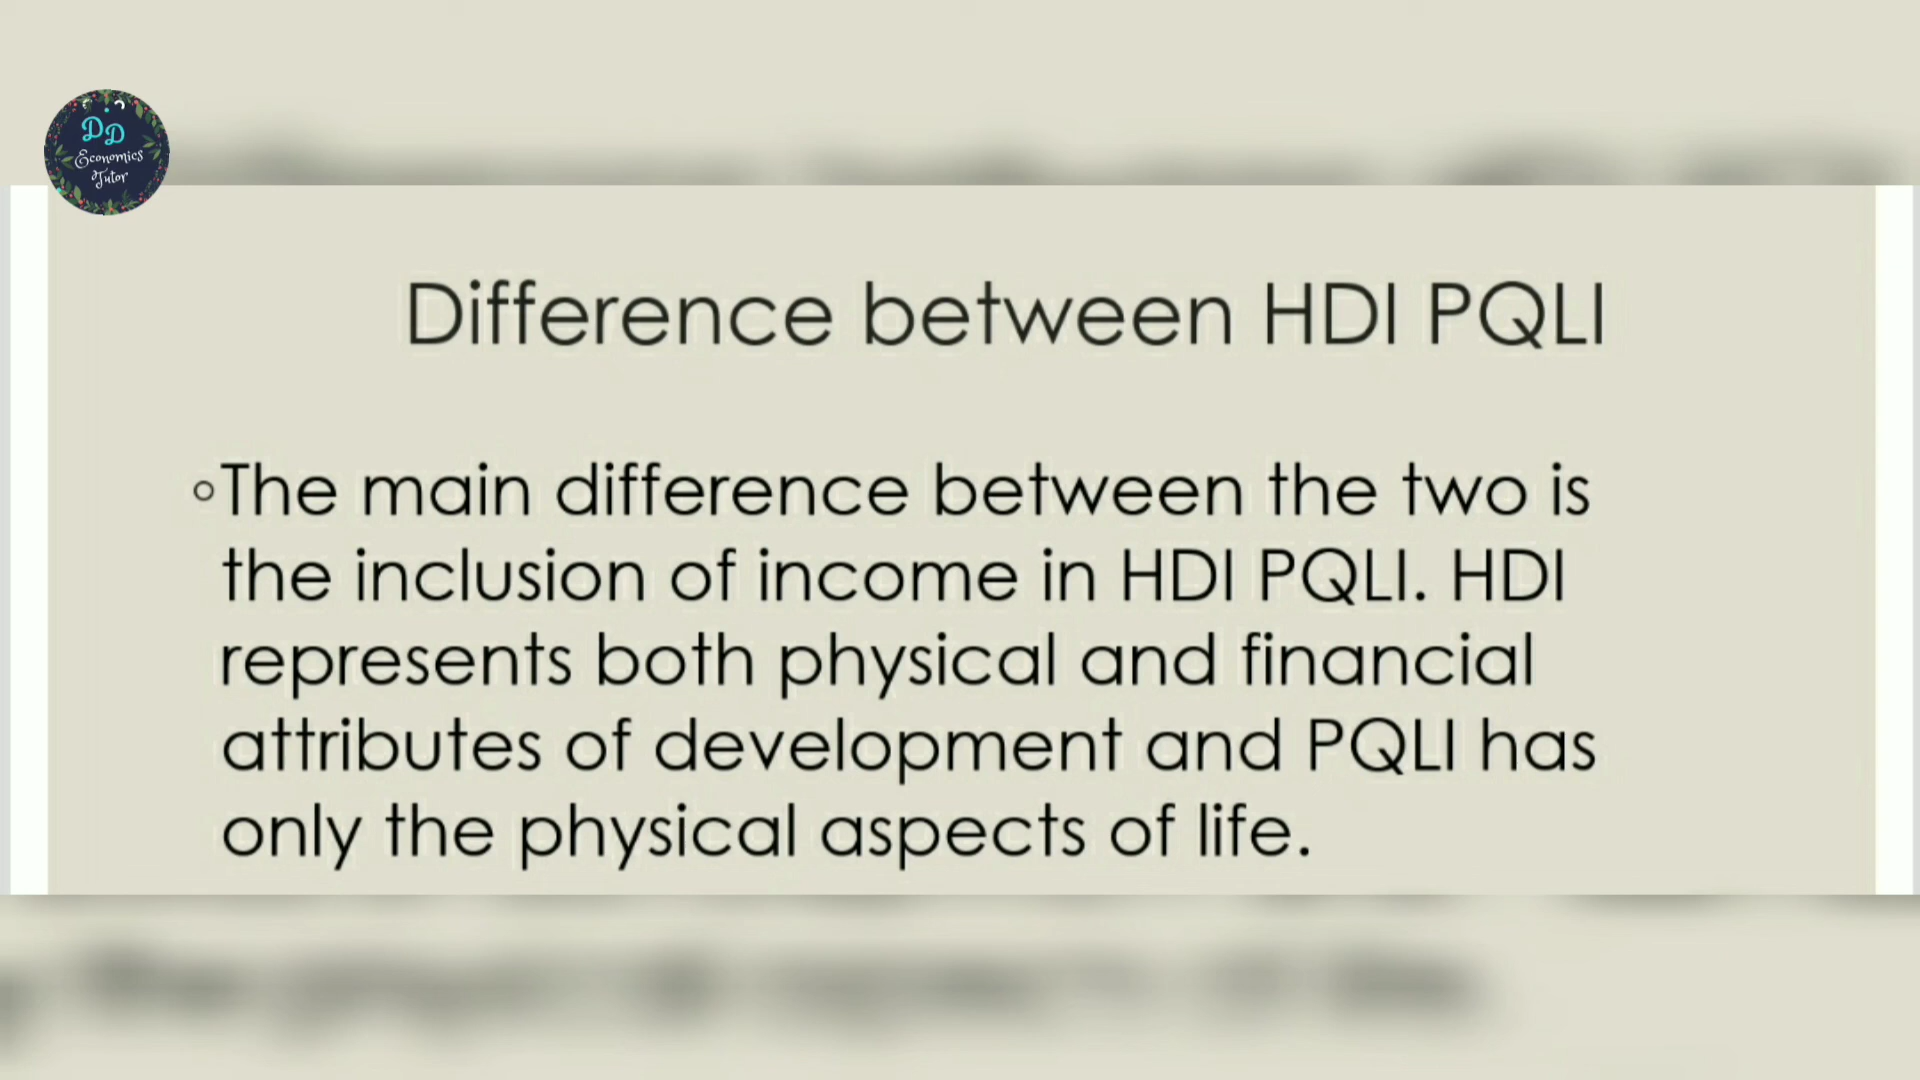 DD
Economics
Tutor
Difference between HDI PQLI
The main difference between the two is
the inclusion of income in HDI PQLI. HDI
represents both physical and financial
attributes of development and PQLI has
only the physical aspects of life.